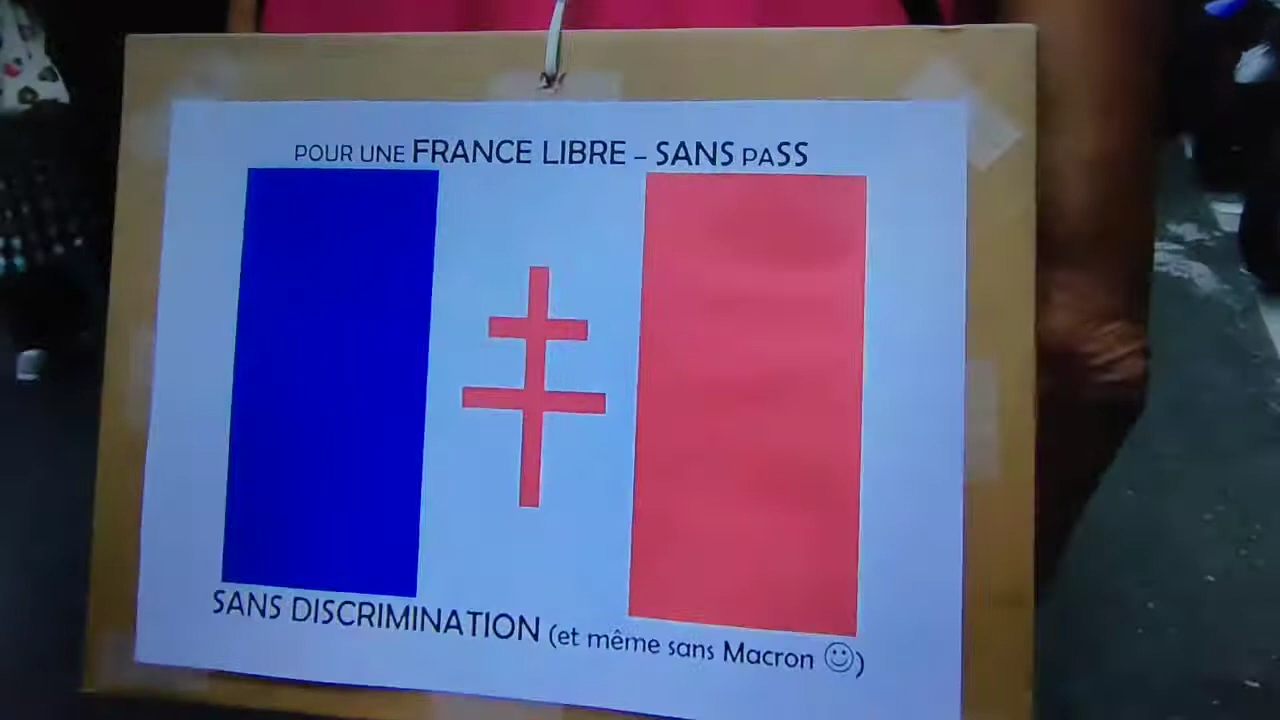 POUR UNE FRANCE LIBRE – SANS PaSS
SANS DISCRIMINATION (et même sans Macron ☺)